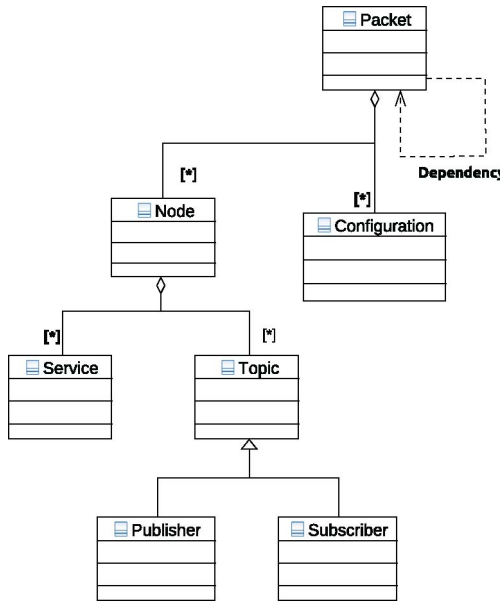 Packet
Dependency
[*]
[*]
Node
Configuration
[*]
[*]
Service
Topic
Publisher
Subscriber